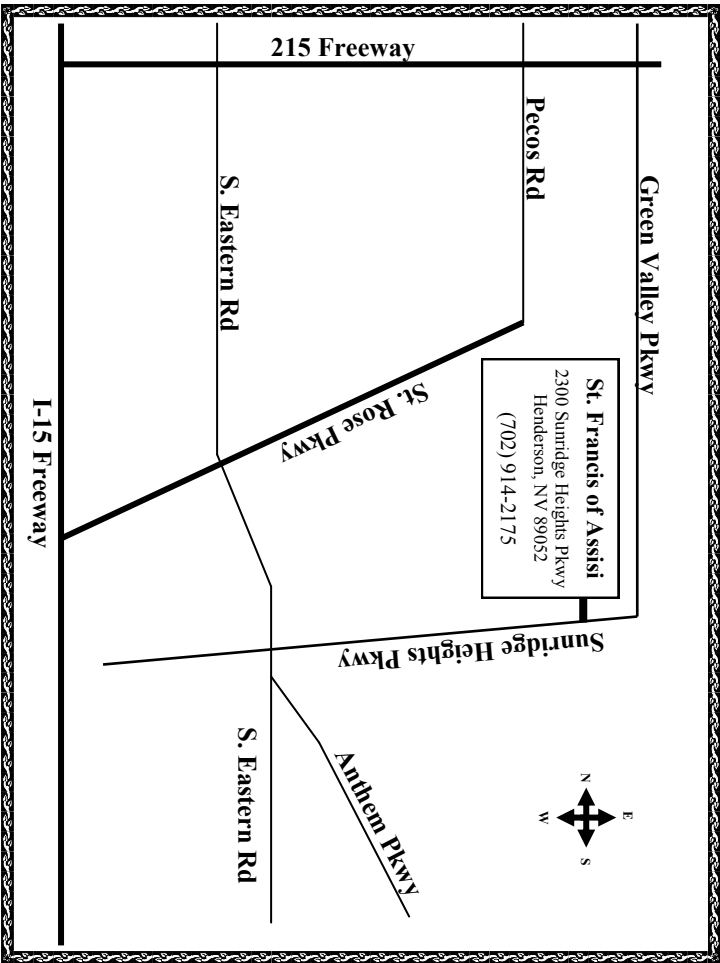 215 Freeway
Pecos Rd
Green Valley Pkwy
S. Eastern Rd
St. Rose Pkwy
St. Francis of Assisi
2300 Sunridge Heights Pkwy
Henderson, NV 89052
(702) 914-2175
I-15 Freeway
Sunridge Heights Pkwy
S. Eastern Rd
Anthem Pkwy
N
E
S
W